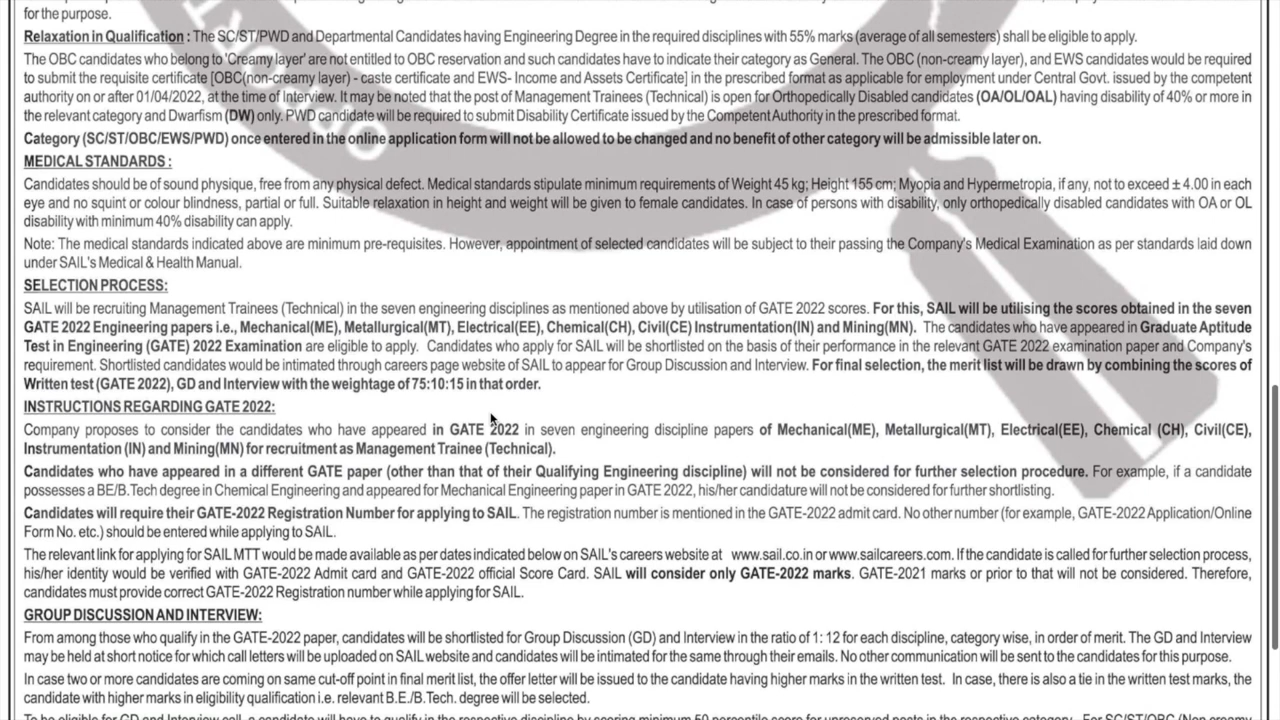 for the purpose.
Relaxation in Qualification : The SC/ST/PWD and Departmental Candidates having Engineering Degree in the required disciplines with 55% marks (average of all semesters) shall be eligible to apply.
The OBC candidates who belong to 'Creamy layer' are not entitled to OBC reservation and such candidates have to indicate their category as General. The OBC (non-creamy layer), and EWS candidates would be required
to submit the requisite certificate [OBC(non-creamy layer) - caste certificate and EWS- Income and Assets Certificate] in the prescribed format as applicable for employment under Central Govt. issued by the competent
authority on or after 01/04/2022, at the time of Interview. It may be noted that the post of Management Trainees (Technical) is open for Orthopedically Disabled candidates (OA/OL/OAL) having disability of 40% or more in
the relevant category and Dwarfism (DW) only. PWD candidate will be required to submit Disability Certificate issued by the Competent Authority in the prescribed format.
Category (SC/ST/OBC/EWS/PWD) once entered in the online application form will not be allowed to be changed and no benefit of other category will be admissible later on.
MEDICAL STANDARDS :
Candidates should be of sound physique, free from any physical defect. Medical standards stipulate minimum requirements of Weight 45 kg; Height 155 cm; Myopia and Hypermetropia, if any, not to exceed ± 4.00 in each
eye and no squint or colour blindness, partial or full. Suitable relaxation in height and weight will be given to female candidates. In case of persons with disability, only orthopedically disabled candidates with OA or OL
disability with minimum 40% disability can apply.
Note: The medical standards indicated above are minimum pre-requisites. However, appointment of selected candidates will be subject to their passing the Company's Medical Examination as per standards laid down
under SAIL's Medical & Health Manual.
SELECTION PROCESS:
SAIL will be recruiting Management Trainees (Technical) in the seven engineering disciplines as mentioned above by utilisation of GATE 2022 scores. For this, SAIL will be utilising the scores obtained in the seven
GATE 2022 Engineering papers i.e., Mechanical(ME), Metallurgical(MT), Electrical(EE), Chemical(CH), Civil(CE) Instrumentation(IN) and Mining(MN). The candidates who have appeared in Graduate Aptitude
Test in Engineering (GATE) 2022 Examination are eligible to apply. Candidates who apply for SAIL will be shortlisted on the basis of their performance in the relevant GATE 2022 examination paper and Company's
requirement. Shortlisted candidates would be intimated through careers page website of SAIL to appear for Group Discussion and Interview. For final selection, the merit list will be drawn by combining the scores of
Written test (GATE 2022), GD and Interview with the weightage of 75:10:15 in that order.
INSTRUCTIONS REGARDING GATE 2022:
Company proposes to consider the candidates who have appeared in GATE 2022 in seven engineering discipline papers of Mechanical(ME), Metallurgical(MT), Electrical(EE), Chemical (CH), Civil(CE),
Instrumentation (IN) and Mining(MN) for recruitment as Management Trainee (Technical).
Candidates who have appeared in a different GATE paper (other than that of their Qualifying Engineering discipline) will not be considered for further selection procedure. For example, if a candidate
possesses a BE/B.Tech degree in Chemical Engineering and appeared for Mechanical Engineering paper in GATE 2022, his/her candidature will not be considered for further shortlisting.
Candidates will require their GATE-2022 Registration Number for applying to SAIL. The registration number is mentioned in the GATE-2022 admit card. No other number (for example, GATE-2022 Application/Online
Form No. etc.) should be entered while applying to SAIL.
The relevant link for applying for SAIL MTT would be made available as per dates indicated below on SAIL's careers website at www.sail.co.in or www.sailcareers.com. If the candidate is called for further selection process,
his/her identity would be verified with GATE-2022 Admit card and GATE-2022 official Score Card. SAIL will consider only GATE-2022 marks. GATE-2021 marks or prior to that will not be considered. Therefore,
candidates must provide correct GATE-2022 Registration number while applying for SAIL.
GROUP DISCUSSION AND INTERVIEW:
From among those who qualify in the GATE-2022 paper, candidates will be shortlisted for Group Discussion (GD) and Interview in the ratio of 1: 12 for each discipline, category wise, in order of merit. The GD and Interview
may be held at short notice for which call letters will be uploaded on SAIL website and candidates will be intimated for the same through their emails. No other communication will be sent to the candidates for this purpose.
In case two or more candidates are coming on same cut-off point in final merit list, the offer letter will be issued to the candidate having higher marks in the written test. In case, there is also a tie in the written test marks, the
candidate with higher marks in eligibility qualification i.e. relevant B.E./B.Tech. degree will be selected.
To be eligible for GD and Interview call, a candidate will have to qualify in the respective discipline by scoring minimum 50 percentile score for unreserved posts in the respective category. For SC/ST/OBC (Non creamy